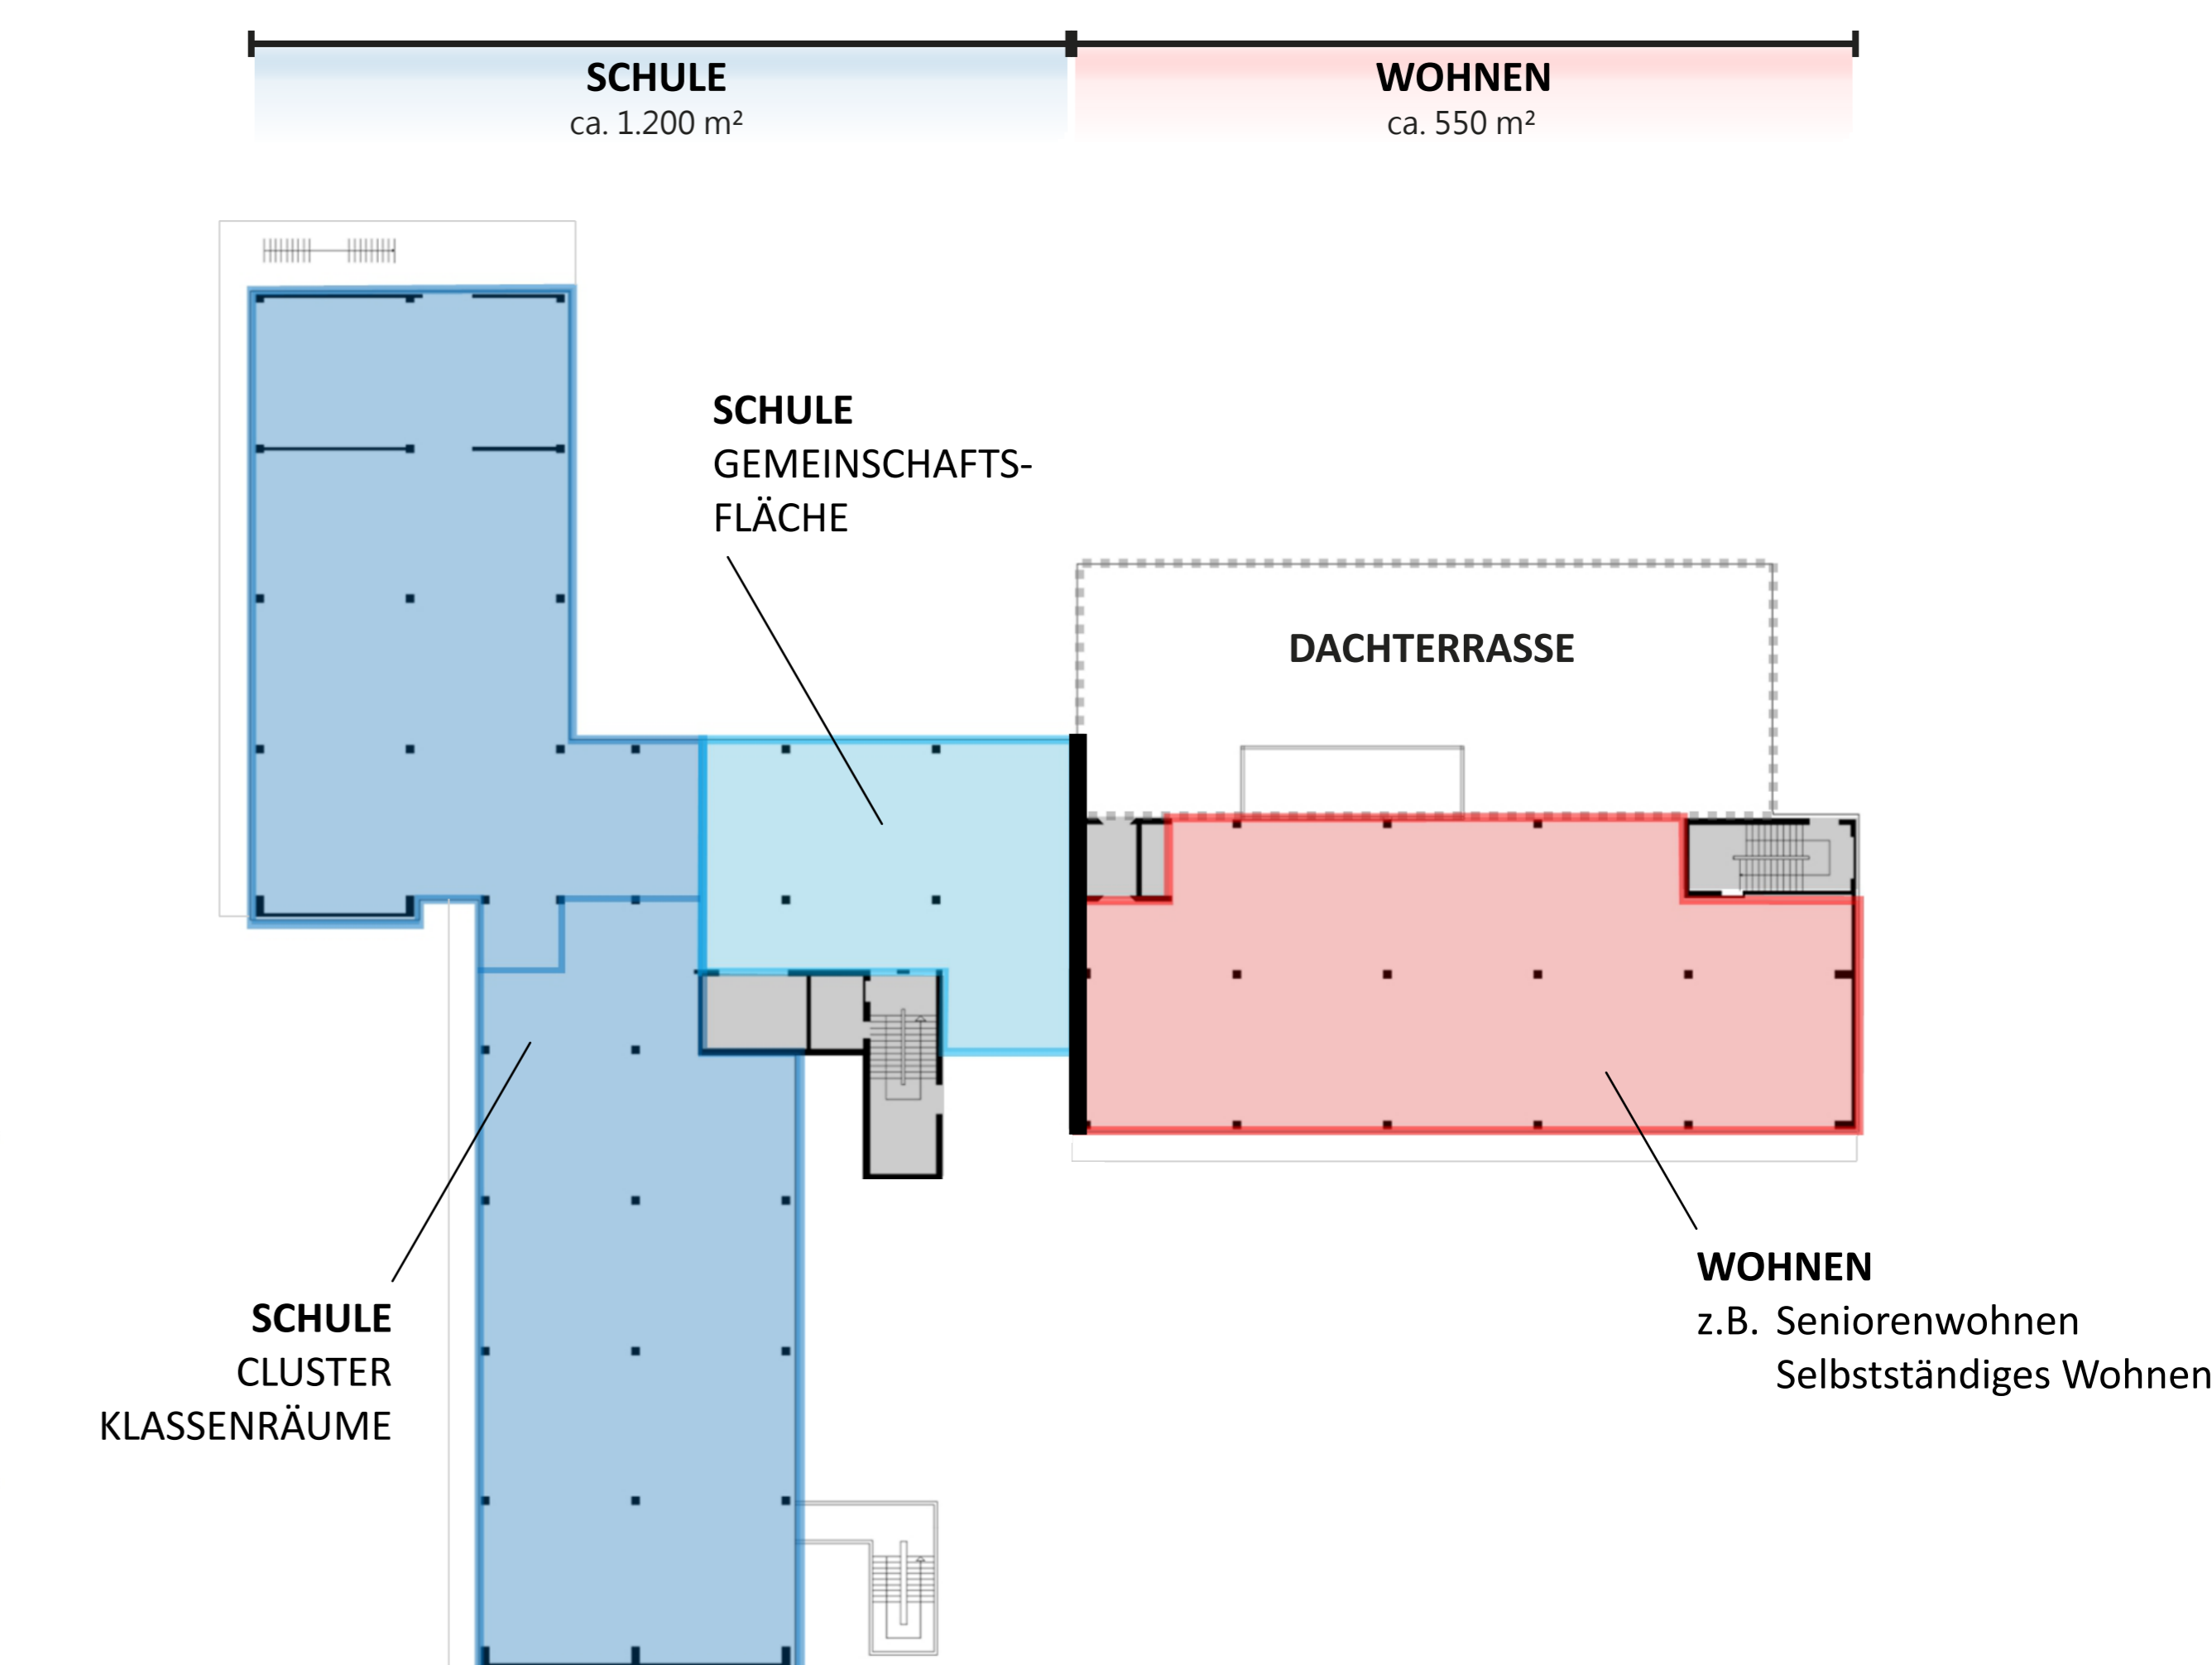 SCHULE
ca. 1.200 m²
WOHNEN
ca. 550 m²
SCHULE
GEMEINSCHAFTS-
FLÄCHE
DACHTERRASSE
WOHNEN
z.B. Seniorenwohnen
Selbstständiges Wohnen
SCHULE
CLUSTER
KLASSENRÄUME